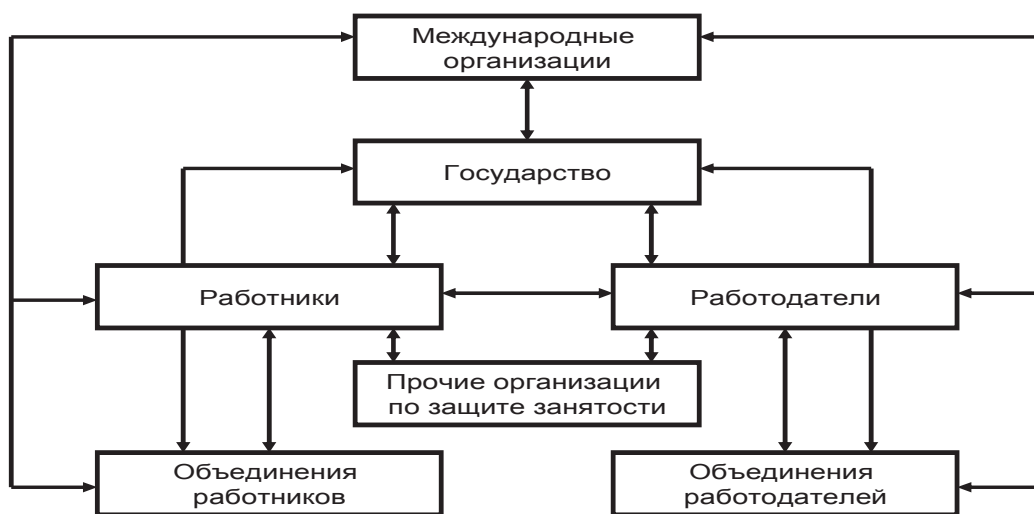 Международные
организации
Государство
Работники
Работодатели
Прочие организации
по защите занятости
Объединения
работников
Объединения
работодателей